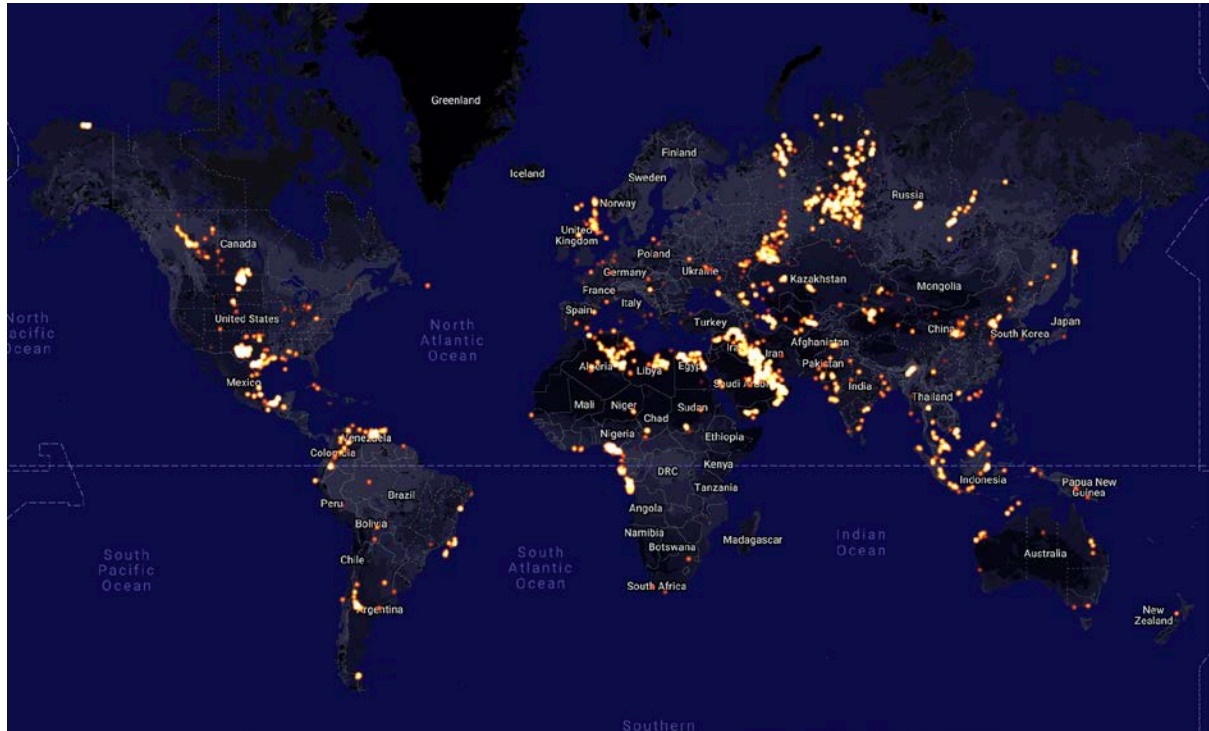 Greenland
Finland
Iceland
Sweden
Russia
Norway
United
Kingdom
Canada
Poland
Germany
Ukraine
Kazakhstan
Mongolia
France
Italy
North
Pacific
Ocean
United States
North
Atlantic
Ocean
Spain
Turkey
China
South Korea
Japan
Afghanistan
Iran
Mexico
Algeria
Libya
Egypt
Pakistan
Saudi
India
Mali
Niger
Chad
Sudan
Thailand
Nigeria
Ethiopia
Venezuela
Colombia
DRC
Kenya
Indonesia
Papua New
Guinea
Tanzania
Peru
Brazil
Angola
Bolivia
Namibia
Botswana
Madagascar
Indian
Ocean
South
Pacific
Ocean
Chile
South
Atlantic
Ocean
Australia
South Africa
Argentina
New
Zealand
Southern